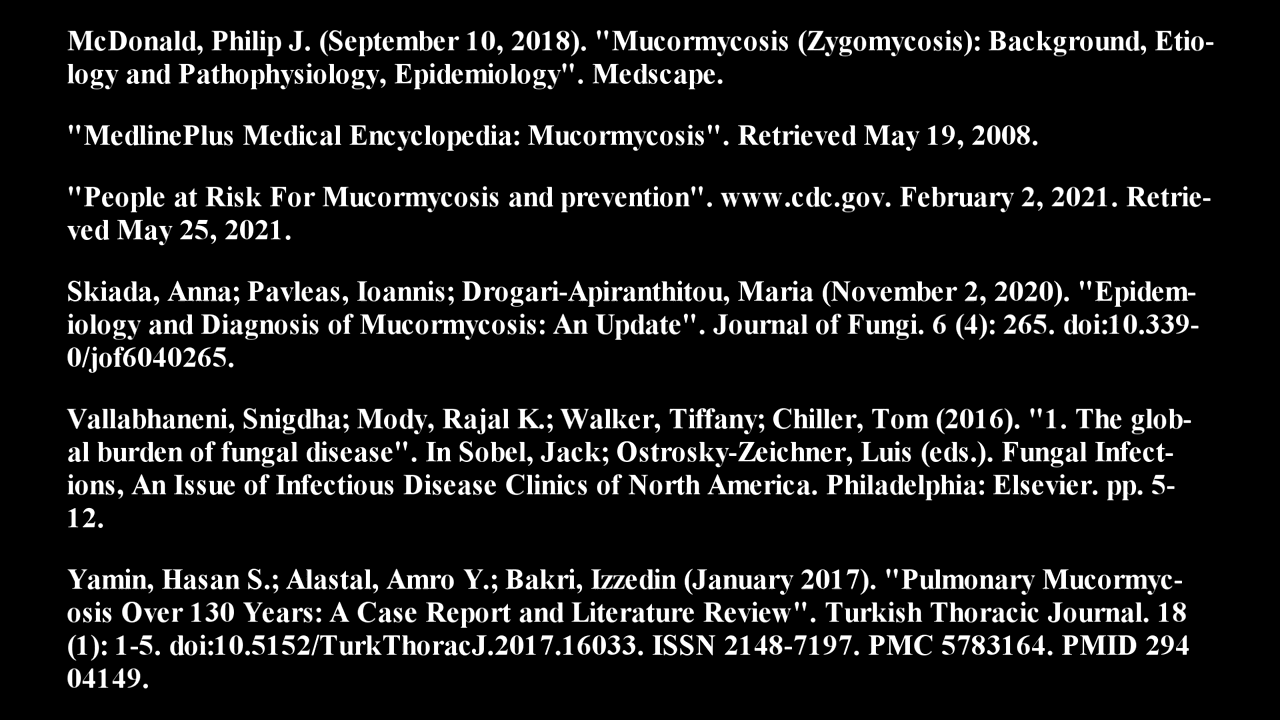 McDonald, Philip J. (September 10, 2018). "Mucormycosis (Zygomycosis): Background, Etio-
logy and Pathophysiology, Epidemiology". Medscape.
"MedlinePlus Medical Encyclopedia: Mucormycosis". Retrieved May 19, 2008.
"People at Risk For Mucormycosis and prevention". www.cdc.gov. February 2, 2021. Retrie-
ved May 25, 2021.
Skiada, Anna; Pavleas, Ioannis; Drogari-Apiranthitou, Maria (November 2, 2020). "Epidem-
iology and Diagnosis of Mucormycosis: An Update". Journal of Fungi. 6 (4): 265. doi:10.339-
0/jof6040265.
Vallabhaneni, Snigdha; Mody, Rajal K.; Walker, Tiffany; Chiller, Tom (2016). "1. The glob-
al burden of fungal disease". In Sobel, Jack; Ostrosky-Zeichner, Luis (eds.). Fungal Infect-
ions, An Issue of Infectious Disease Clinics of North America. Philadelphia: Elsevier. pp. 5-
12.
Yamin, Hasan S.; Alastal, Amro Y.; Bakri, Izzedin (January 2017). "Pulmonary Mucormyc-
osis Over 130 Years: A Case Report and Literature Review". Turkish Thoracic Journal. 18
(1): 1-5. doi:10.5152/TurkThoracJ.2017.16033. ISSN 2148-7197. PMC 5783164. PMID 294
04149.